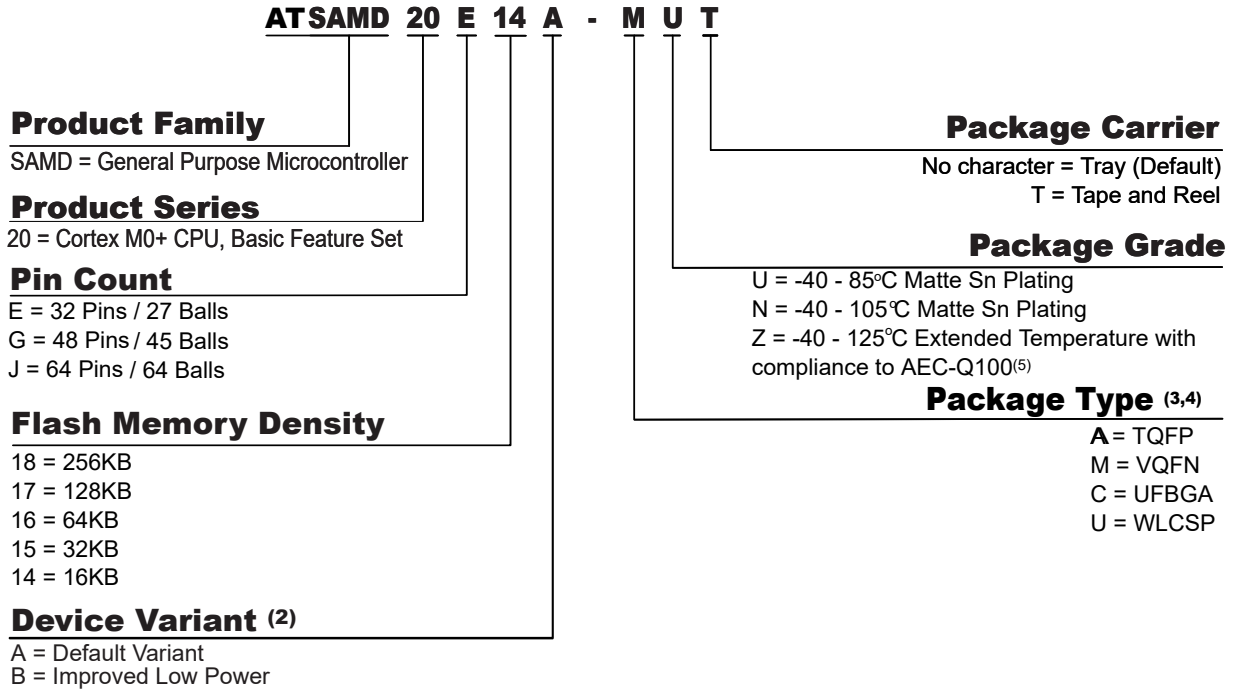 ATSAMD 20 E 14 A - M U T
Product Family
SAMD = General Purpose Microcontroller
Product Series
20 = Cortex M0+ CPU, Basic Feature Set
Pin Count
E = 32 Pins / 27 Balls
G = 48 Pins / 45 Balls
J = 64 Pins / 64 Balls
Flash Memory Density
18 = 256KB
17 = 128KB
16 = 64KB
15 = 32KB
14 = 16KB
Device Variant (2)
A = Default Variant
B = Improved Low Power
Package Carrier
No character = Tray (Default)
T = Tape and Reel
Package Grade
U = -40 - 85°C Matte Sn Plating
N = -40 - 105°C Matte Sn Plating
Z = -40 - 125°C Extended Temperature with
compliance to AEC-Q100(5)
Package Type (3,4)
A = TQFP
M = VQFN
C = UFBGA
U = WLCSP